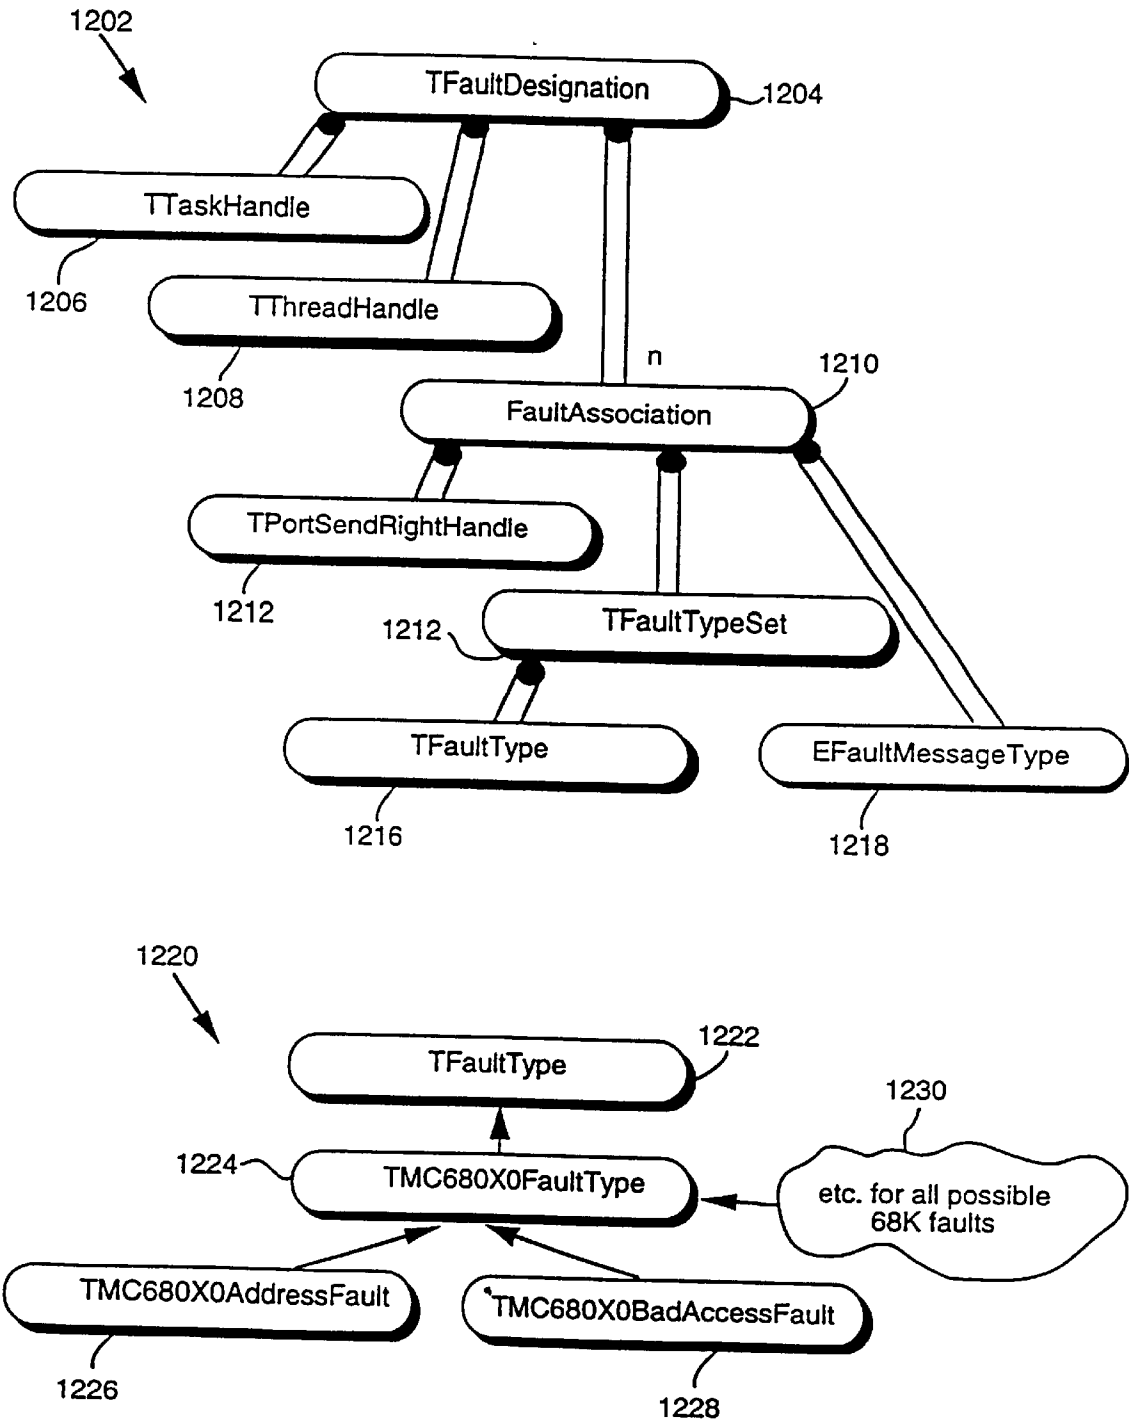 1202
TFaultDesignation
1204
TTaskHandle
1206
TThreadHandle
1208
n
1210
FaultAssociation
TPortSendRightHandle
1212
1212
TFaultTypeSet
TFaultType
1216
EFaultMessageType
1218
1220
TFaultType
1222
1230
1224
TMC680X0FaultType
etc. for all possible
68K faults
TMC680X0AddressFault
TMC680X0BadAccessFault
1226
1228